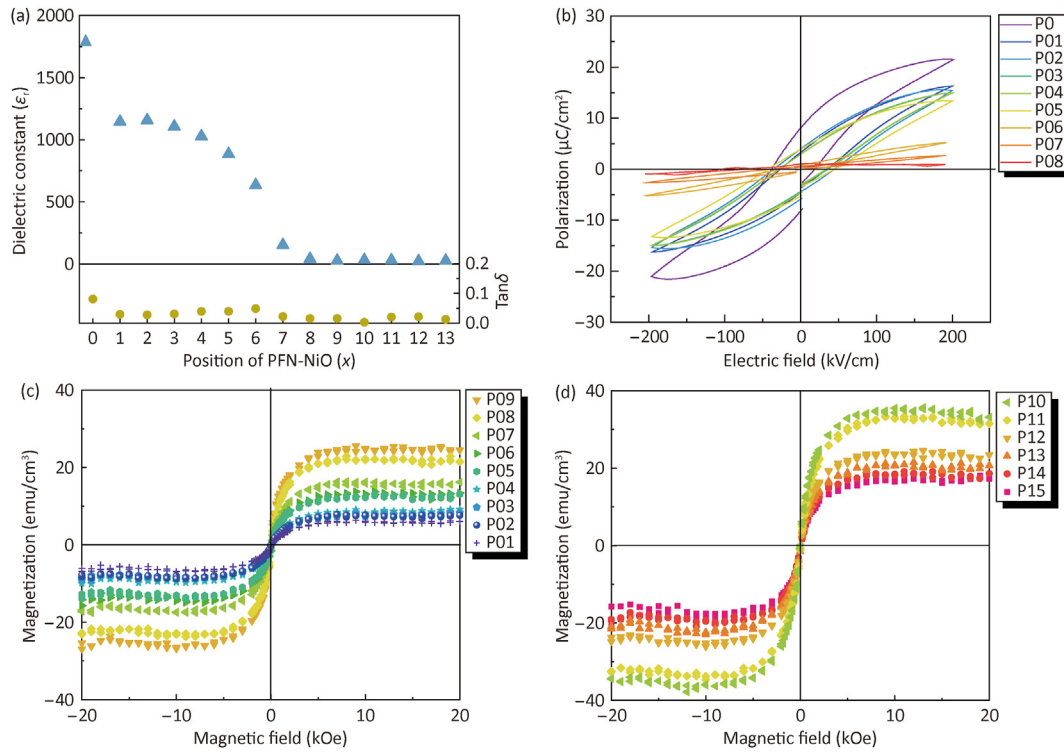 (a)
2000
1500
1000
500
0
Dielectric constant (εr)
0.2
0.1
0.0
Tanδ
0 1 2 3 4 5 6 7 8 9 10 11 12 13
Position of PFN-NiO (x)
(b)
30
20
10
0
−10
−20
−30
Polarization (μC/cm²)
−200 −100 0 100 200
Electric field (kV/cm)
P0
P01
P02
P03
P04
P05
P06
P07
P08
(c)
40
20
0
−20
−40
Magnetization (emu/cm³)
−20 −10 0 10 20
Magnetic field (kOe)
P09
P08
P07
P06
P05
P04
P03
P02
P01
(d)
40
20
0
−20
−40
Magnetization (emu/cm³)
−20 −10 0 10 20
Magnetic field (kOe)
P10
P11
P12
P13
P14
P15